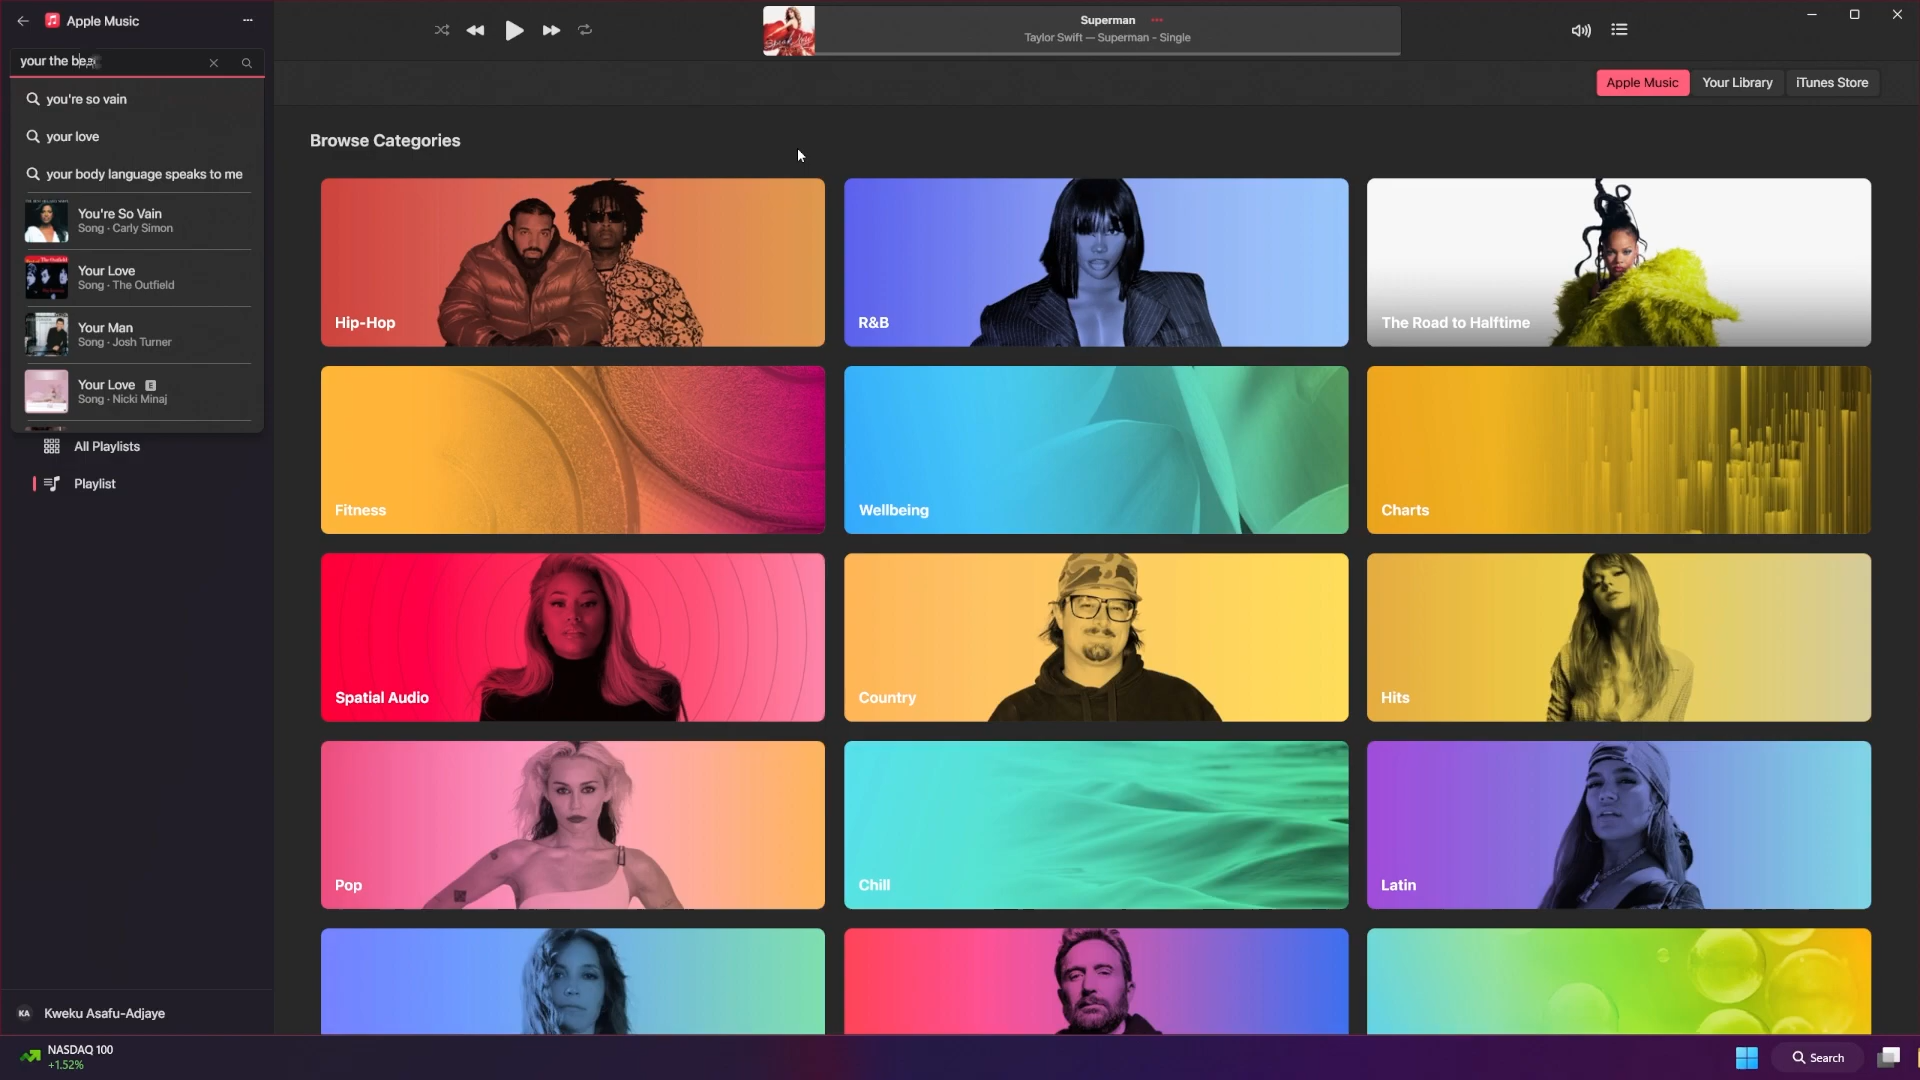 Apple Music
your the be
you're so vain
your love
your body language speaks to me
You're So Vain
Song · Carly Simon
Your Love
Song · The Outfield
Your Man
Song · Josh Turner
Your Love E
Song · Nicki Minaj
All Playlists
Playlist
KA Kweku Asafu-Adjaye
Superman
Taylor Swift — Superman - Single
Apple Music Your Library iTunes Store
Browse Categories
Hip-Hop
R&B
The Road to Halftime
Fitness
Wellbeing
Charts
Spatial Audio
Country
Hits
Pop
Chill
Latin
NASDAQ 100
+1.52%
Search